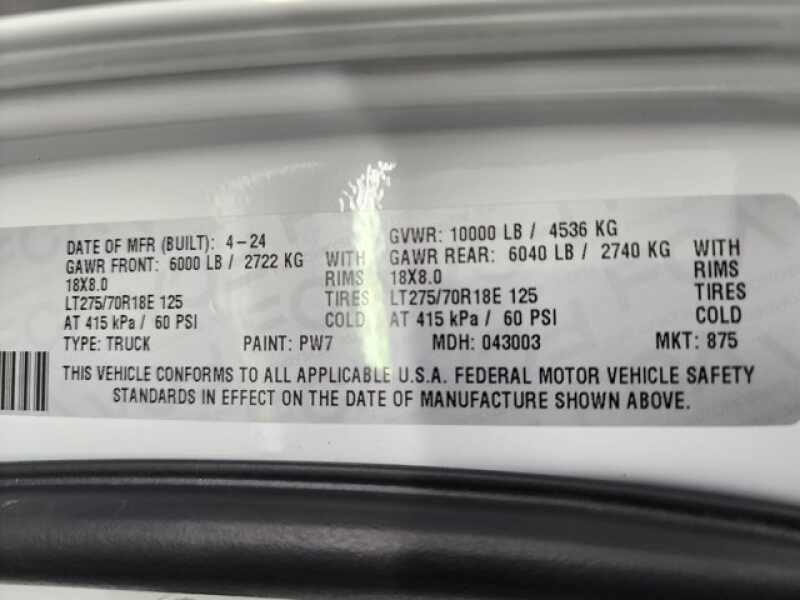 DATE OF MFR (BUILT): 4-24 GVWR: 10000 LB / 4536 KG
GAWR FRONT: 6000 LB / 2722 KG WITH GAWR REAR: 6040 LB / 2740 KG WITH
18X8.0 RIMS 18X8.0 RIMS
LT275/70R18E 125 TIRES LT275/70R18E 125 TIRES
AT 415 kPa / 60 PSI COLD AT 415 kPa / 60 PSI COLD
TYPE: TRUCK PAINT: PW7 MDH: 043003 MKT: 875
THIS VEHICLE CONFORMS TO ALL APPLICABLE U.S.A. FEDERAL MOTOR VEHICLE SAFETY
STANDARDS IN EFFECT ON THE DATE OF MANUFACTURE SHOWN ABOVE.